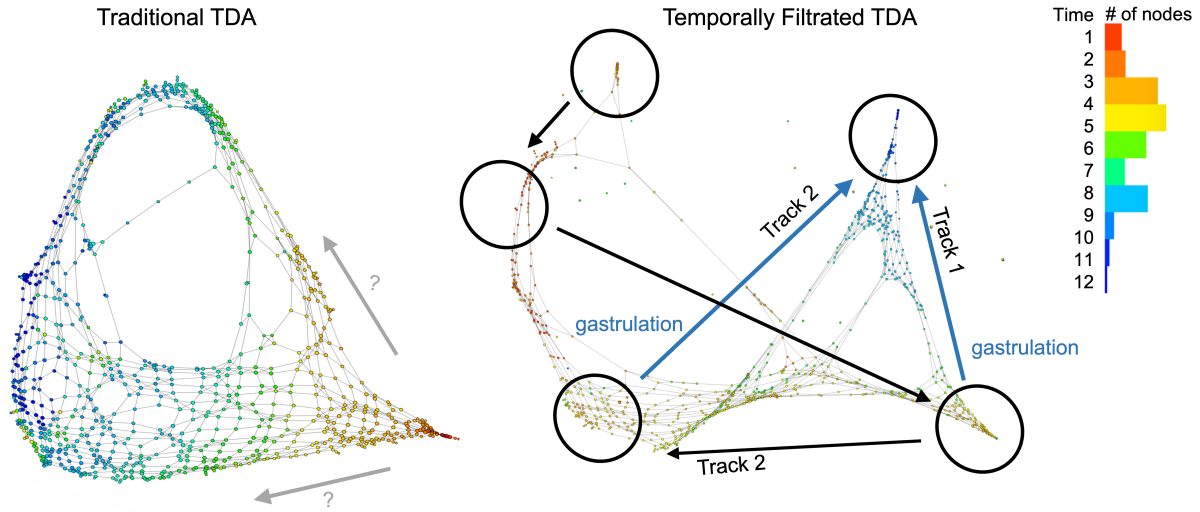 Traditional TDA
Temporally Filtrated TDA
Time # of nodes
1
2
3
4
5
6
7
8
9
10
11
12
Track 2
Track 1
?
gastrulation
gastrulation
Track 2
?